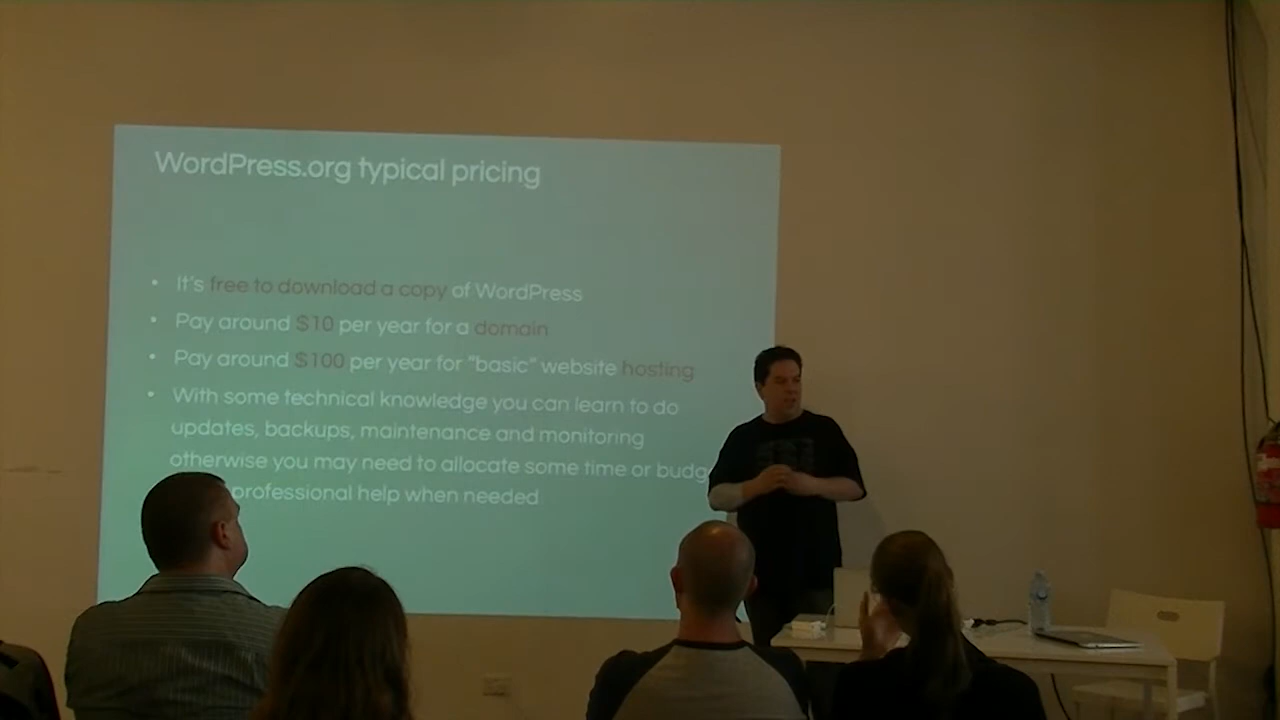 WordPress.org typical pricing
• It's free to download a copy of WordPress
• Pay around $10 per year for a domain
• Pay around $100 per year for "basic" website hosting
• With some technical knowledge you can learn to do
updates, backups, maintenance and monitoring
otherwise you may need to allocate some time or budg
professional help when needed